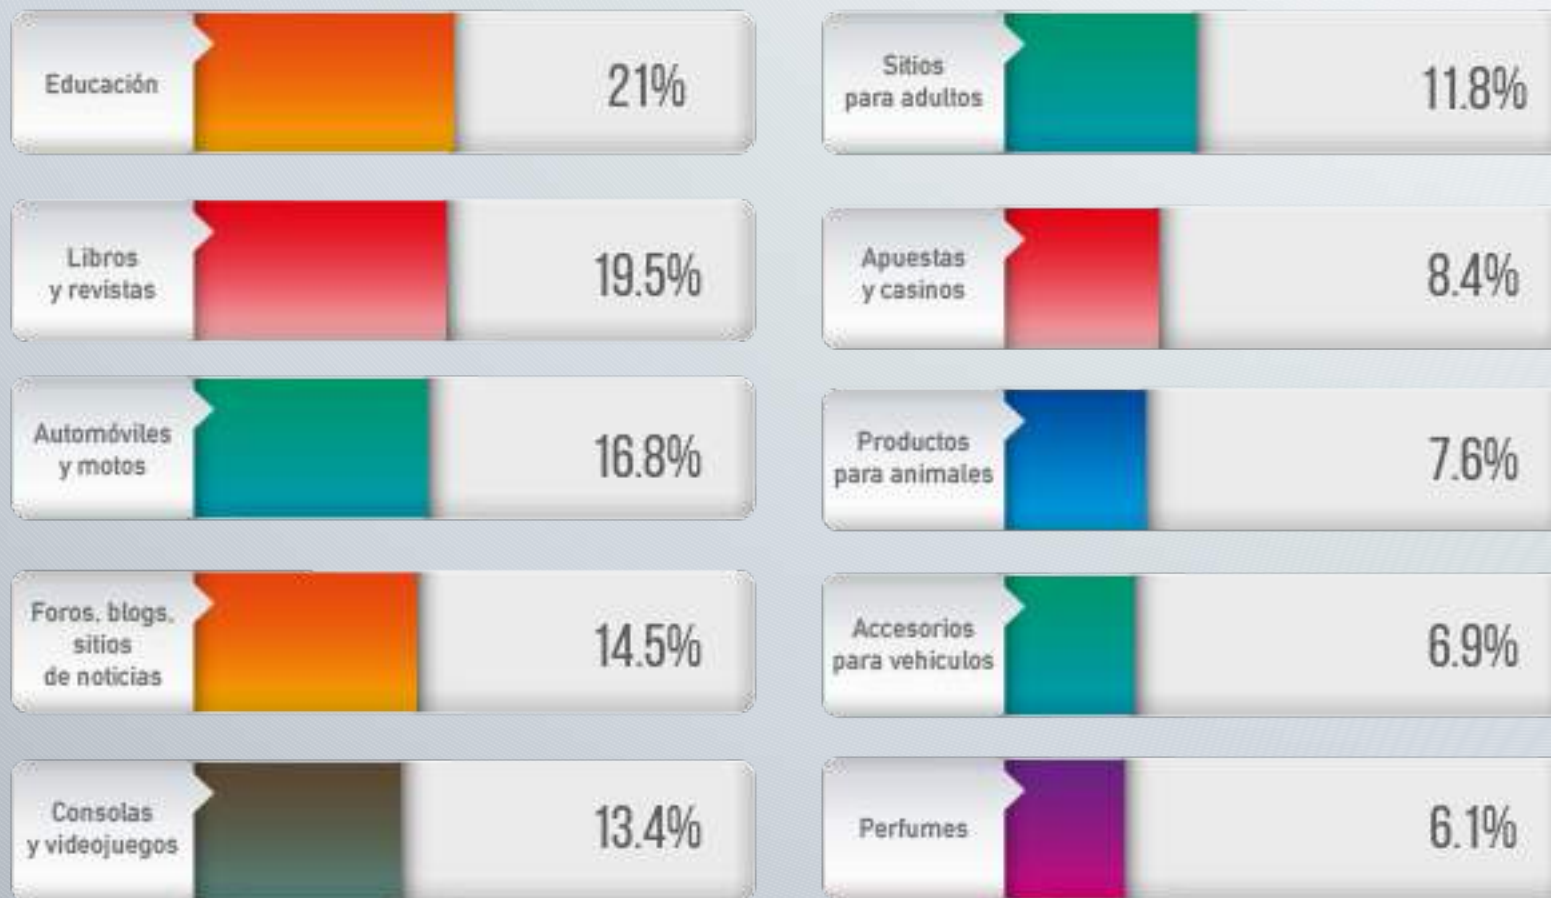 Educación
21%
Libros
y revistas
19.5%
Automóviles
y motos
16.8%
Foros, blogs,
sitios
de noticias
14.5%
Consolas
y videojuegos
13.4%
Sitios
para adultos
11.8%
Apuestas
y casinos
8.4%
Productos
para animales
7.6%
Accesorios
para vehiculos
6.9%
Perfumes
6.1%